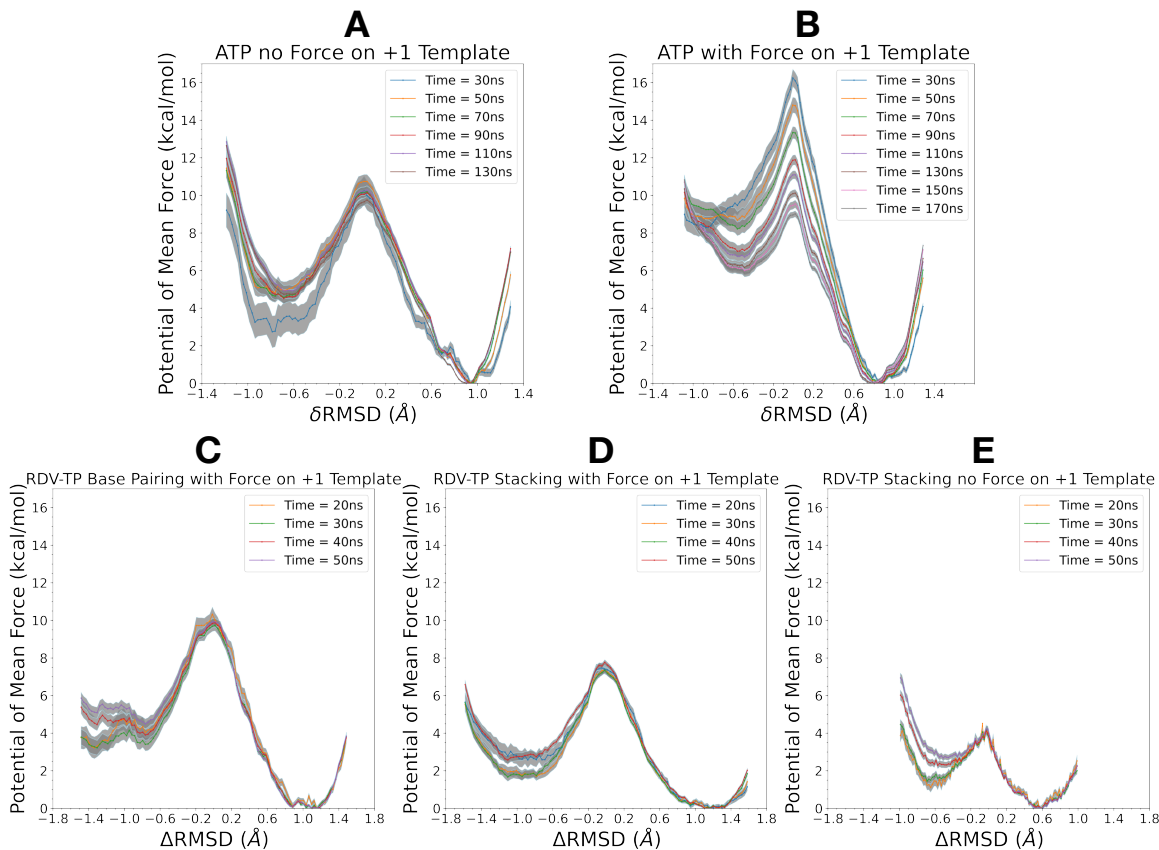 A
ATP no Force on +1 Template
Potential of Mean Force (kcal/mol)
16
14
12
10
8
6
4
2
0
Time = 30ns
Time = 50ns
Time = 70ns
Time = 90ns
Time = 110ns
Time = 130ns
−1.4 −1.0 −0.6 −0.2 0.2 0.6 1.0 1.4
δRMSD (Å)
B
ATP with Force on +1 Template
Potential of Mean Force (kcal/mol)
16
14
12
10
8
6
4
2
0
Time = 30ns
Time = 50ns
Time = 70ns
Time = 90ns
Time = 110ns
Time = 130ns
Time = 150ns
Time = 170ns
−1.4 −1.0 −0.6 −0.2 0.2 0.6 1.0 1.4
δRMSD (Å)
C
RDV-TP Base Pairing with Force on +1 Template
Potential of Mean Force (kcal/mol)
16
14
12
10
8
6
4
2
0
Time = 20ns
Time = 30ns
Time = 40ns
Time = 50ns
−1.8 −1.4 −1.0 −0.6 −0.2 0.2 0.6 1.0 1.4 1.8
ΔRMSD (Å)
D
RDV-TP Stacking with Force on +1 Template
Potential of Mean Force (kcal/mol)
16
14
12
10
8
6
4
2
0
Time = 20ns
Time = 30ns
Time = 40ns
Time = 50ns
−1.8 −1.4 −1.0 −0.6 −0.2 0.2 0.6 1.0 1.4 1.8
ΔRMSD (Å)
E
RDV-TP Stacking no Force on +1 Template
Potential of Mean Force (kcal/mol)
16
14
12
10
8
6
4
2
0
Time = 20ns
Time = 30ns
Time = 40ns
Time = 50ns
−1.8 −1.4 −1.0 −0.6 −0.2 0.2 0.6 1.0 1.4 1.8
ΔRMSD (Å)